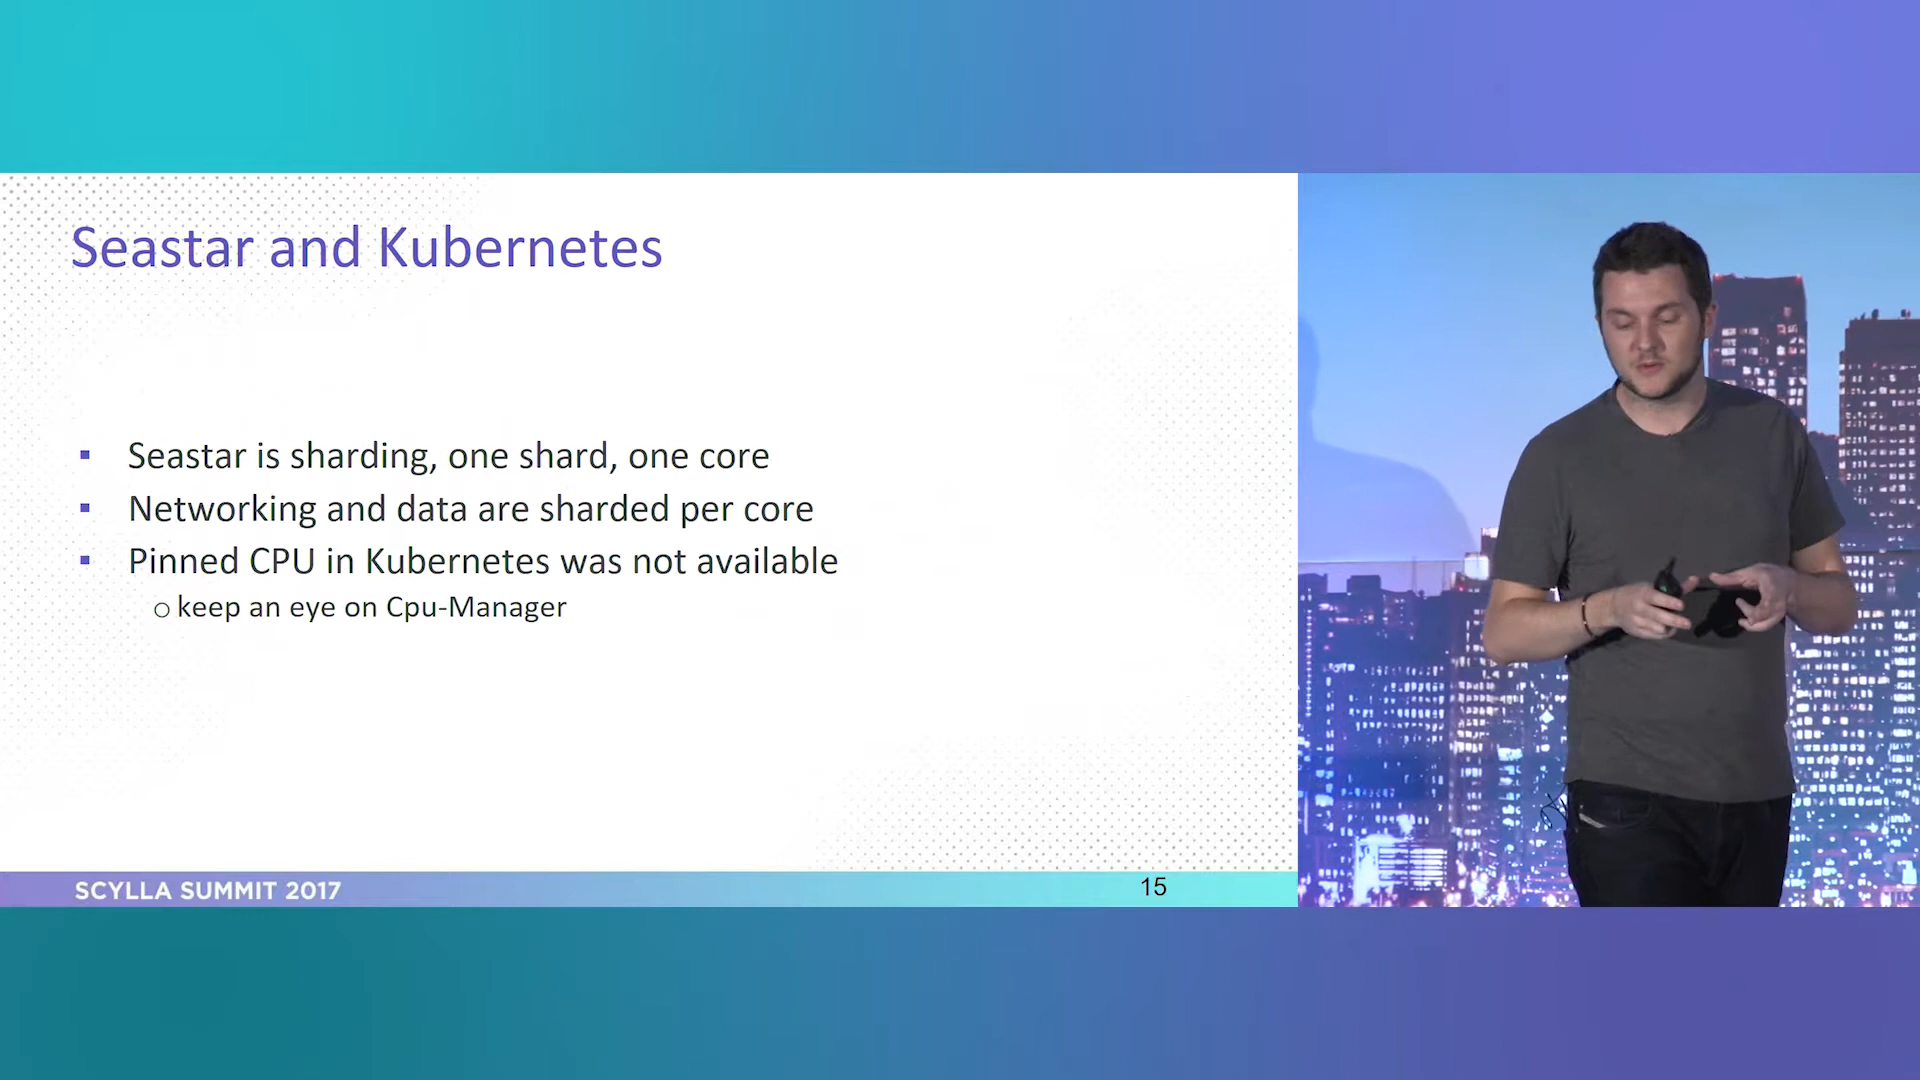 Seastar and Kubernetes
▪ Seastar is sharding, one shard, one core
▪ Networking and data are sharded per core
▪ Pinned CPU in Kubernetes was not available
o keep an eye on Cpu-Manager
SCYLLA SUMMIT 2017
15